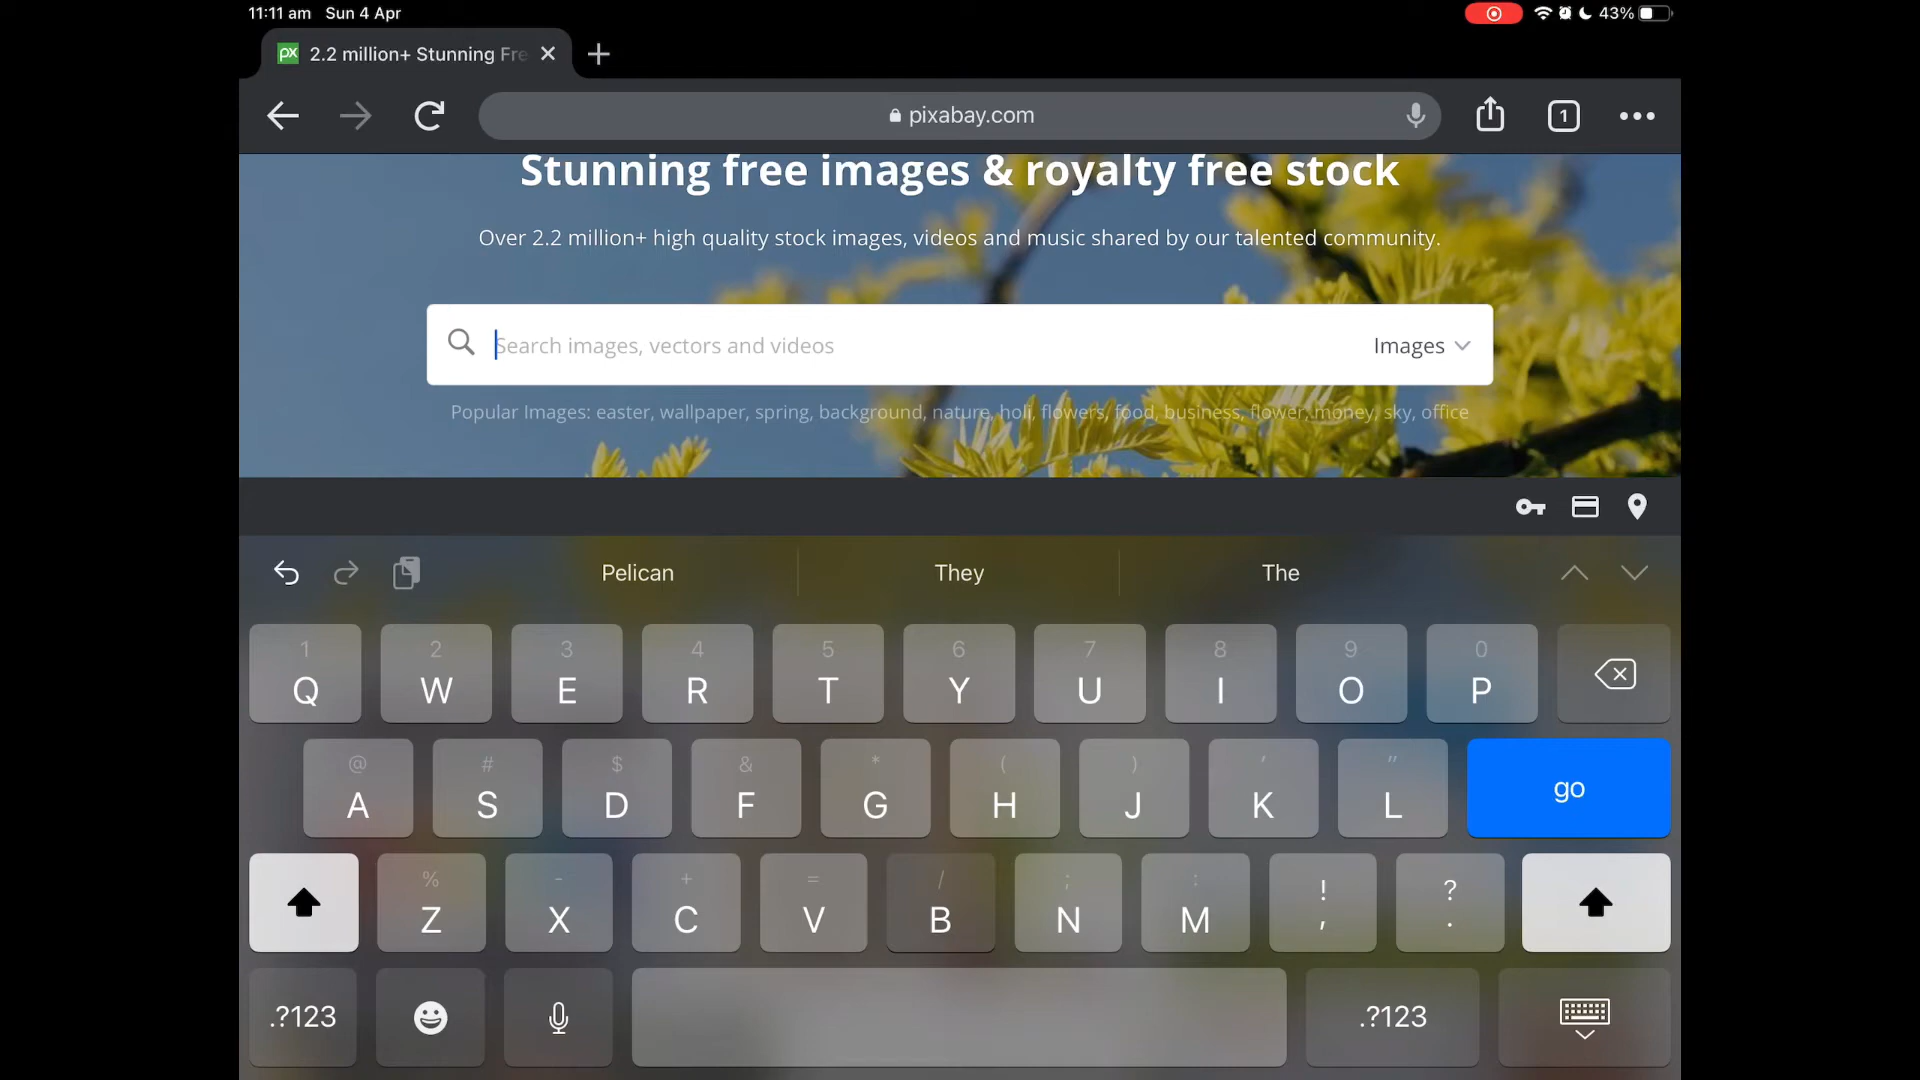 11:11 am Sun 4 Apr 43%
px 2.2 million+ Stunning Fre
pixabay.com 1
Stunning free images & royalty free stock
Over 2.2 million+ high quality stock images, videos and music shared by our talented community.
Search images, vectors and videos Images
Popular Images: easter, wallpaper, spring, background, nature, holi, flowers, food, business, flower, money, sky, office
Pelican They The
1 2 3 4 5 6 7 8 9 0
Q W E R T Y U I O P
@ # $ & * ( ) ' "
A S D F G H J K L go
% - + = / ; : ! ?
Z X C V B N M , .
.?123 .?123